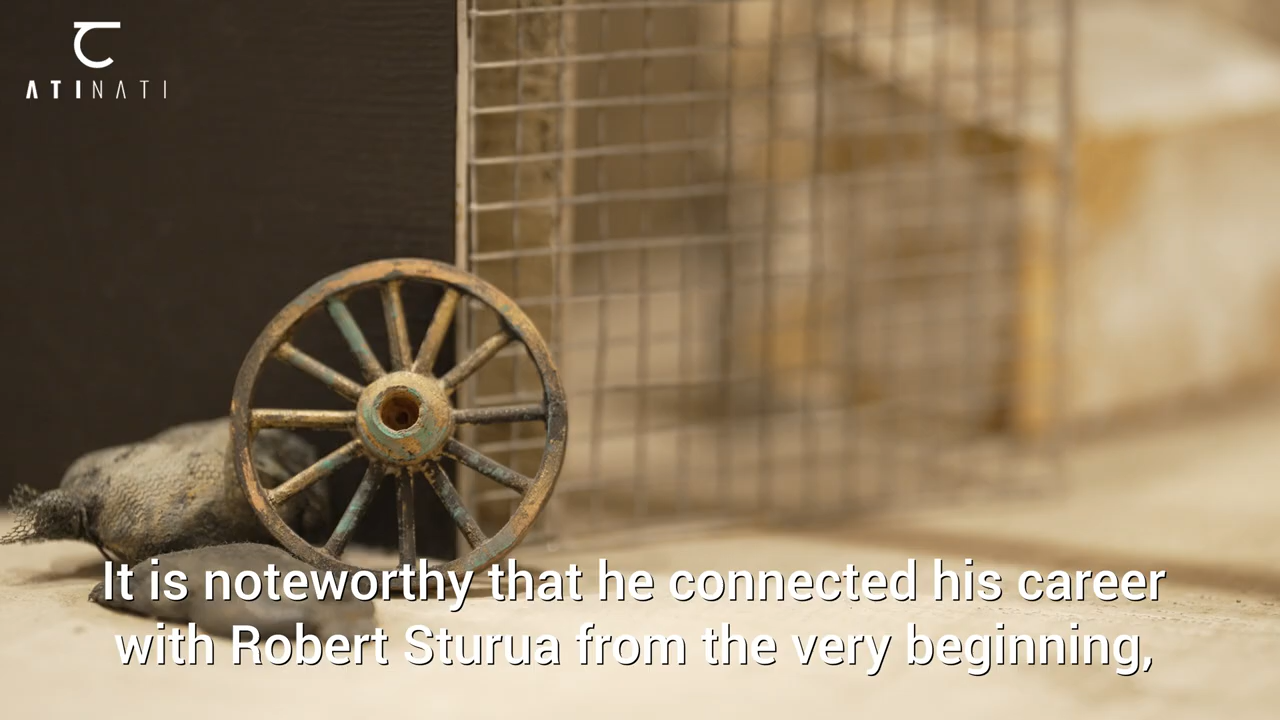 ATINATI
It is noteworthy that he connected his career
with Robert Sturua from the very beginning,